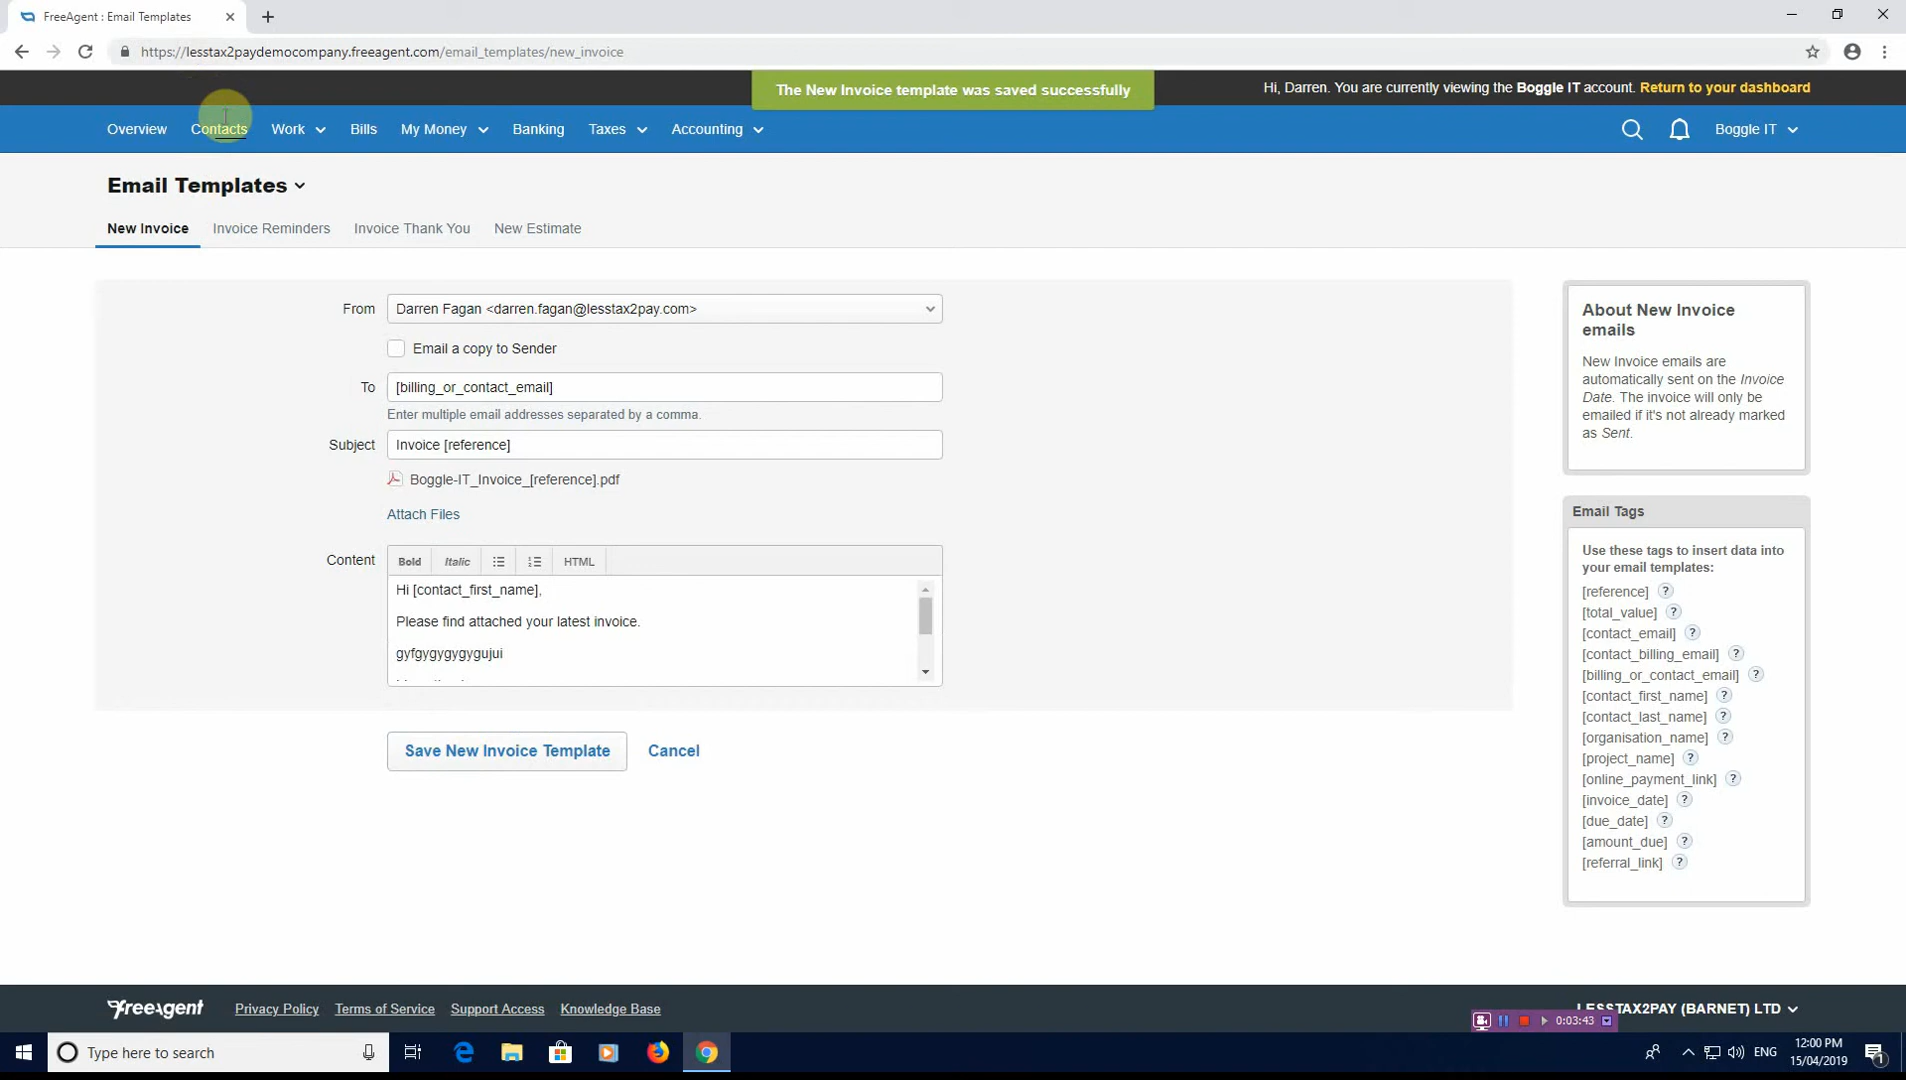 FreeAgent : Email Templates
https://lesstax2paydemocompany.freeagent.com/email_templates/new_invoice
The New Invoice template was saved successfully
Hi, Darren. You are currently viewing the Boggle IT account. Return to your dashboard
Overview Contacts Work Bills My Money Banking Taxes Accounting Boggle IT
Email Templates
New Invoice Invoice Reminders Invoice Thank You New Estimate
From Darren Fagan <darren.fagan@lesstax2pay.com>
Email a copy to Sender
To [billing_or_contact_email]
Enter multiple email addresses separated by a comma.
Subject Invoice [reference]
Boggle-IT_Invoice_[reference].pdf
Attach Files
Content Bold Italic HTML
Hi [contact_first_name],
Please find attached your latest invoice.
gyfgygygygygujui
Save New Invoice Template Cancel
About New Invoice
emails
New Invoice emails are
automatically sent on the Invoice
Date. The invoice will only be
emailed if it's not already marked
as Sent.
Email Tags
Use these tags to insert data into
your email templates:
[reference] ?
[total_value] ?
[contact_email] ?
[contact_billing_email] ?
[billing_or_contact_email] ?
[contact_first_name] ?
[contact_last_name] ?
[organisation_name] ?
[project_name] ?
[online_payment_link] ?
[invoice_date] ?
[due_date] ?
[amount_due] ?
[referral_link] ?
FreeAgent Privacy Policy Terms of Service Support Access Knowledge Base LESSTAX2PAY (BARNET) LTD
0:03:43
Type here to search
ENG
12:00 PM
15/04/2019
1